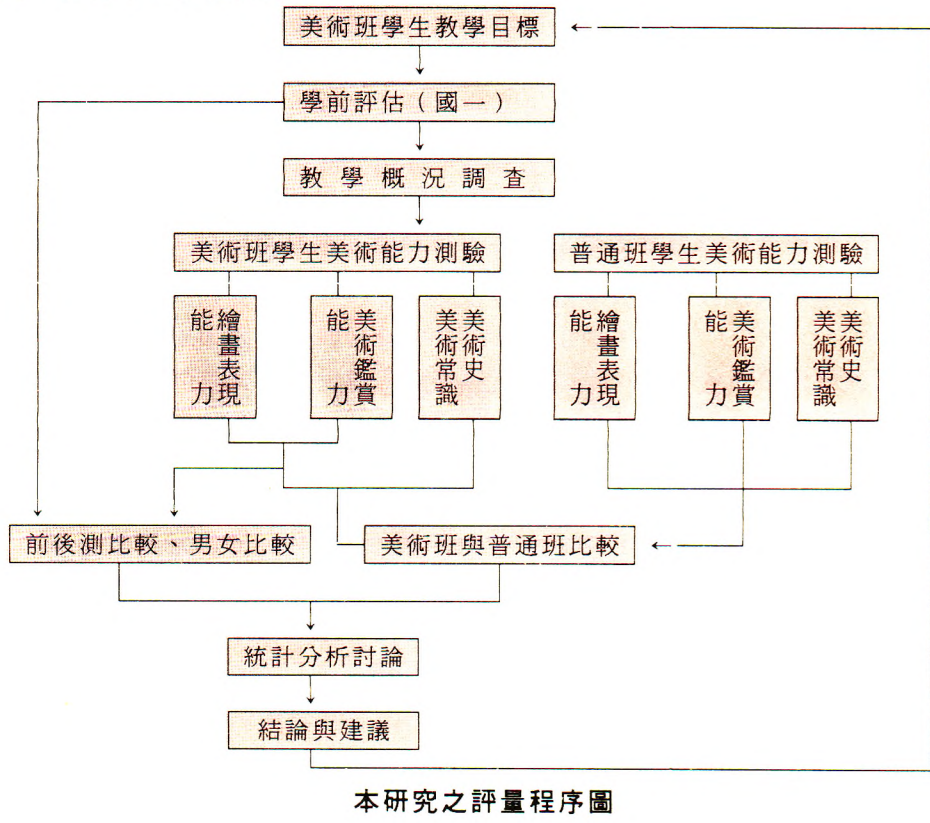 美術班學生教學目標
學前評估（國一）
教學概況調查
美術班學生美術能力測驗
普通班學生美術能力測驗
繪畫表現
能力
美術鑑賞
能力
美術史
美術常識
繪畫表現
能力
美術鑑賞
能力
美術史
美術常識
前後測比較、男女比較
美術班與普通班比較
統計分析討論
結論與建議
本研究之評量程序圖